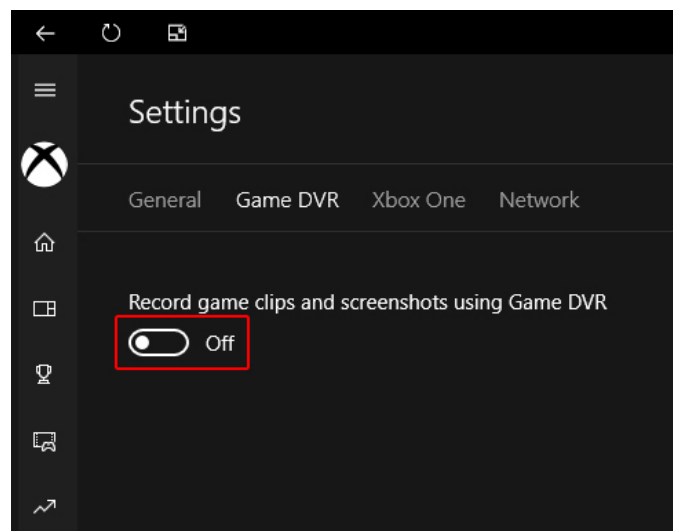 Settings
General Game DVR Xbox One Network
Record game clips and screenshots using Game DVR
Off